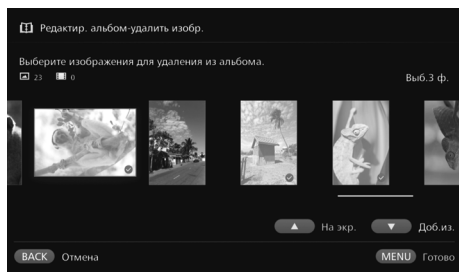 Редактир. альбом-удалить изобр.
Выберите изображения для удаления из альбома.
23 0
Выб.3 ф.
На экр. Доб.из.
BACK Отмена MENU Готово